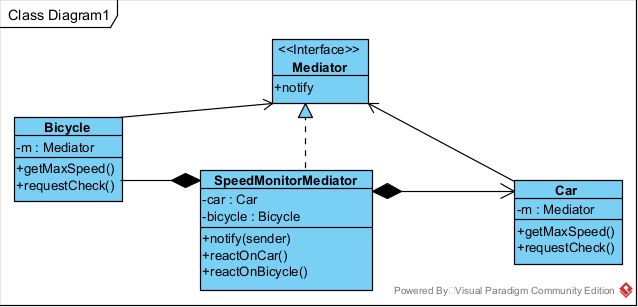 Class Diagram1
<<Interface>>
Mediator
+notify
Bicycle
-m : Mediator
+getMaxSpeed()
+requestCheck()
SpeedMonitorMediator
-car : Car
-bicycle : Bicycle
+notify(sender)
+reactOnCar()
+reactOnBicycle()
Car
-m : Mediator
+getMaxSpeed()
+requestCheck()
Powered By Visual Paradigm Community Edition